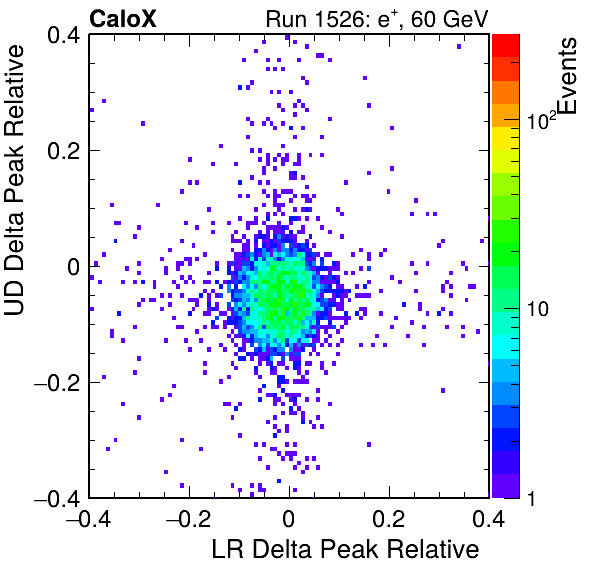 CaloX Run 1526: e⁺, 60 GeV
UD Delta Peak Relative
0.4
0.2
0
−0.2
−0.4
−0.4 −0.2 0 0.2 0.4
LR Delta Peak Relative
Events
10²
10
1